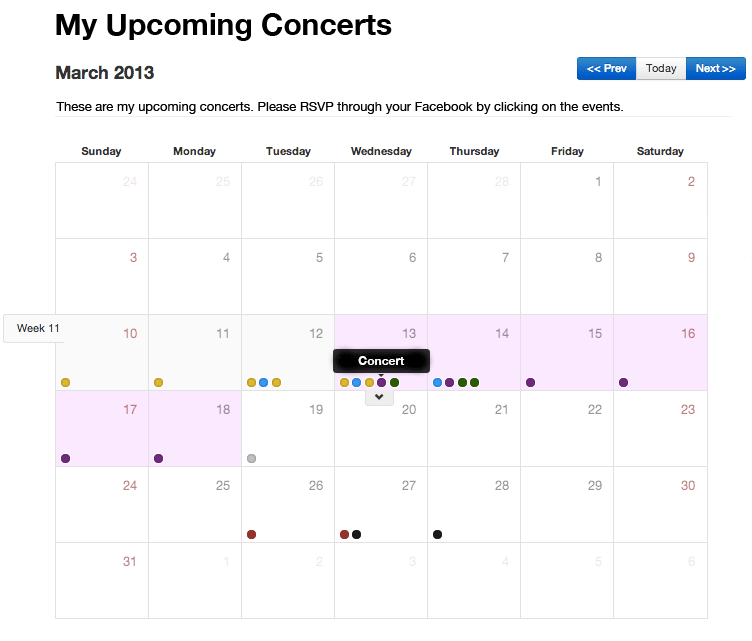 My Upcoming Concerts
March 2013
<< Prev Today Next >>
These are my upcoming concerts. Please RSVP through your Facebook by clicking on the events.
Sunday Monday Tuesday Wednesday Thursday Friday Saturday
24 25 26 27 28 1 2
3 4 5 6 7 8 9
Week 11 10 11 12 13 14 15 16
Concert
17 18 19 20 21 22 23
24 25 26 27 28 29 30
31 1 2 3 4 5 6